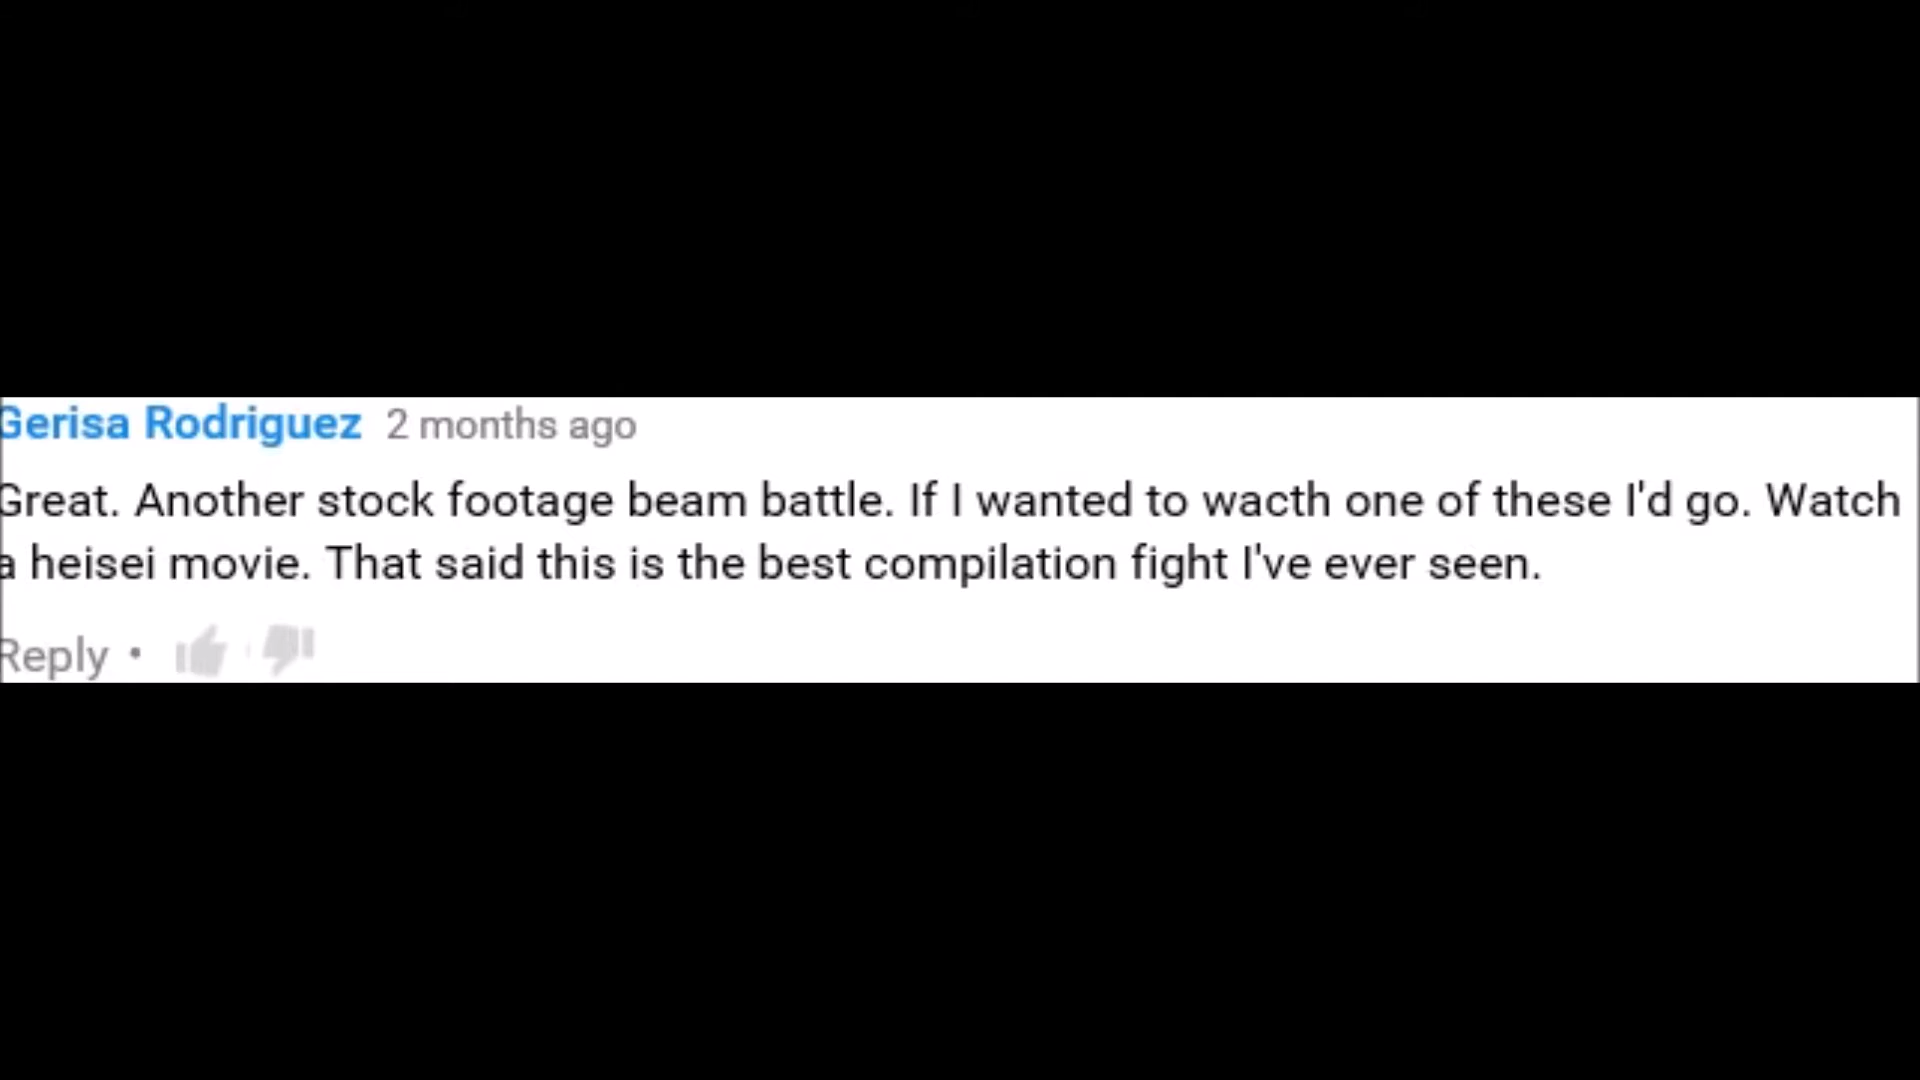 Gerisa Rodriguez 2 months ago
Great. Another stock footage beam battle. If I wanted to wacth one of these I'd go. Watch
a heisei movie. That said this is the best compilation fight I've ever seen.
Reply •